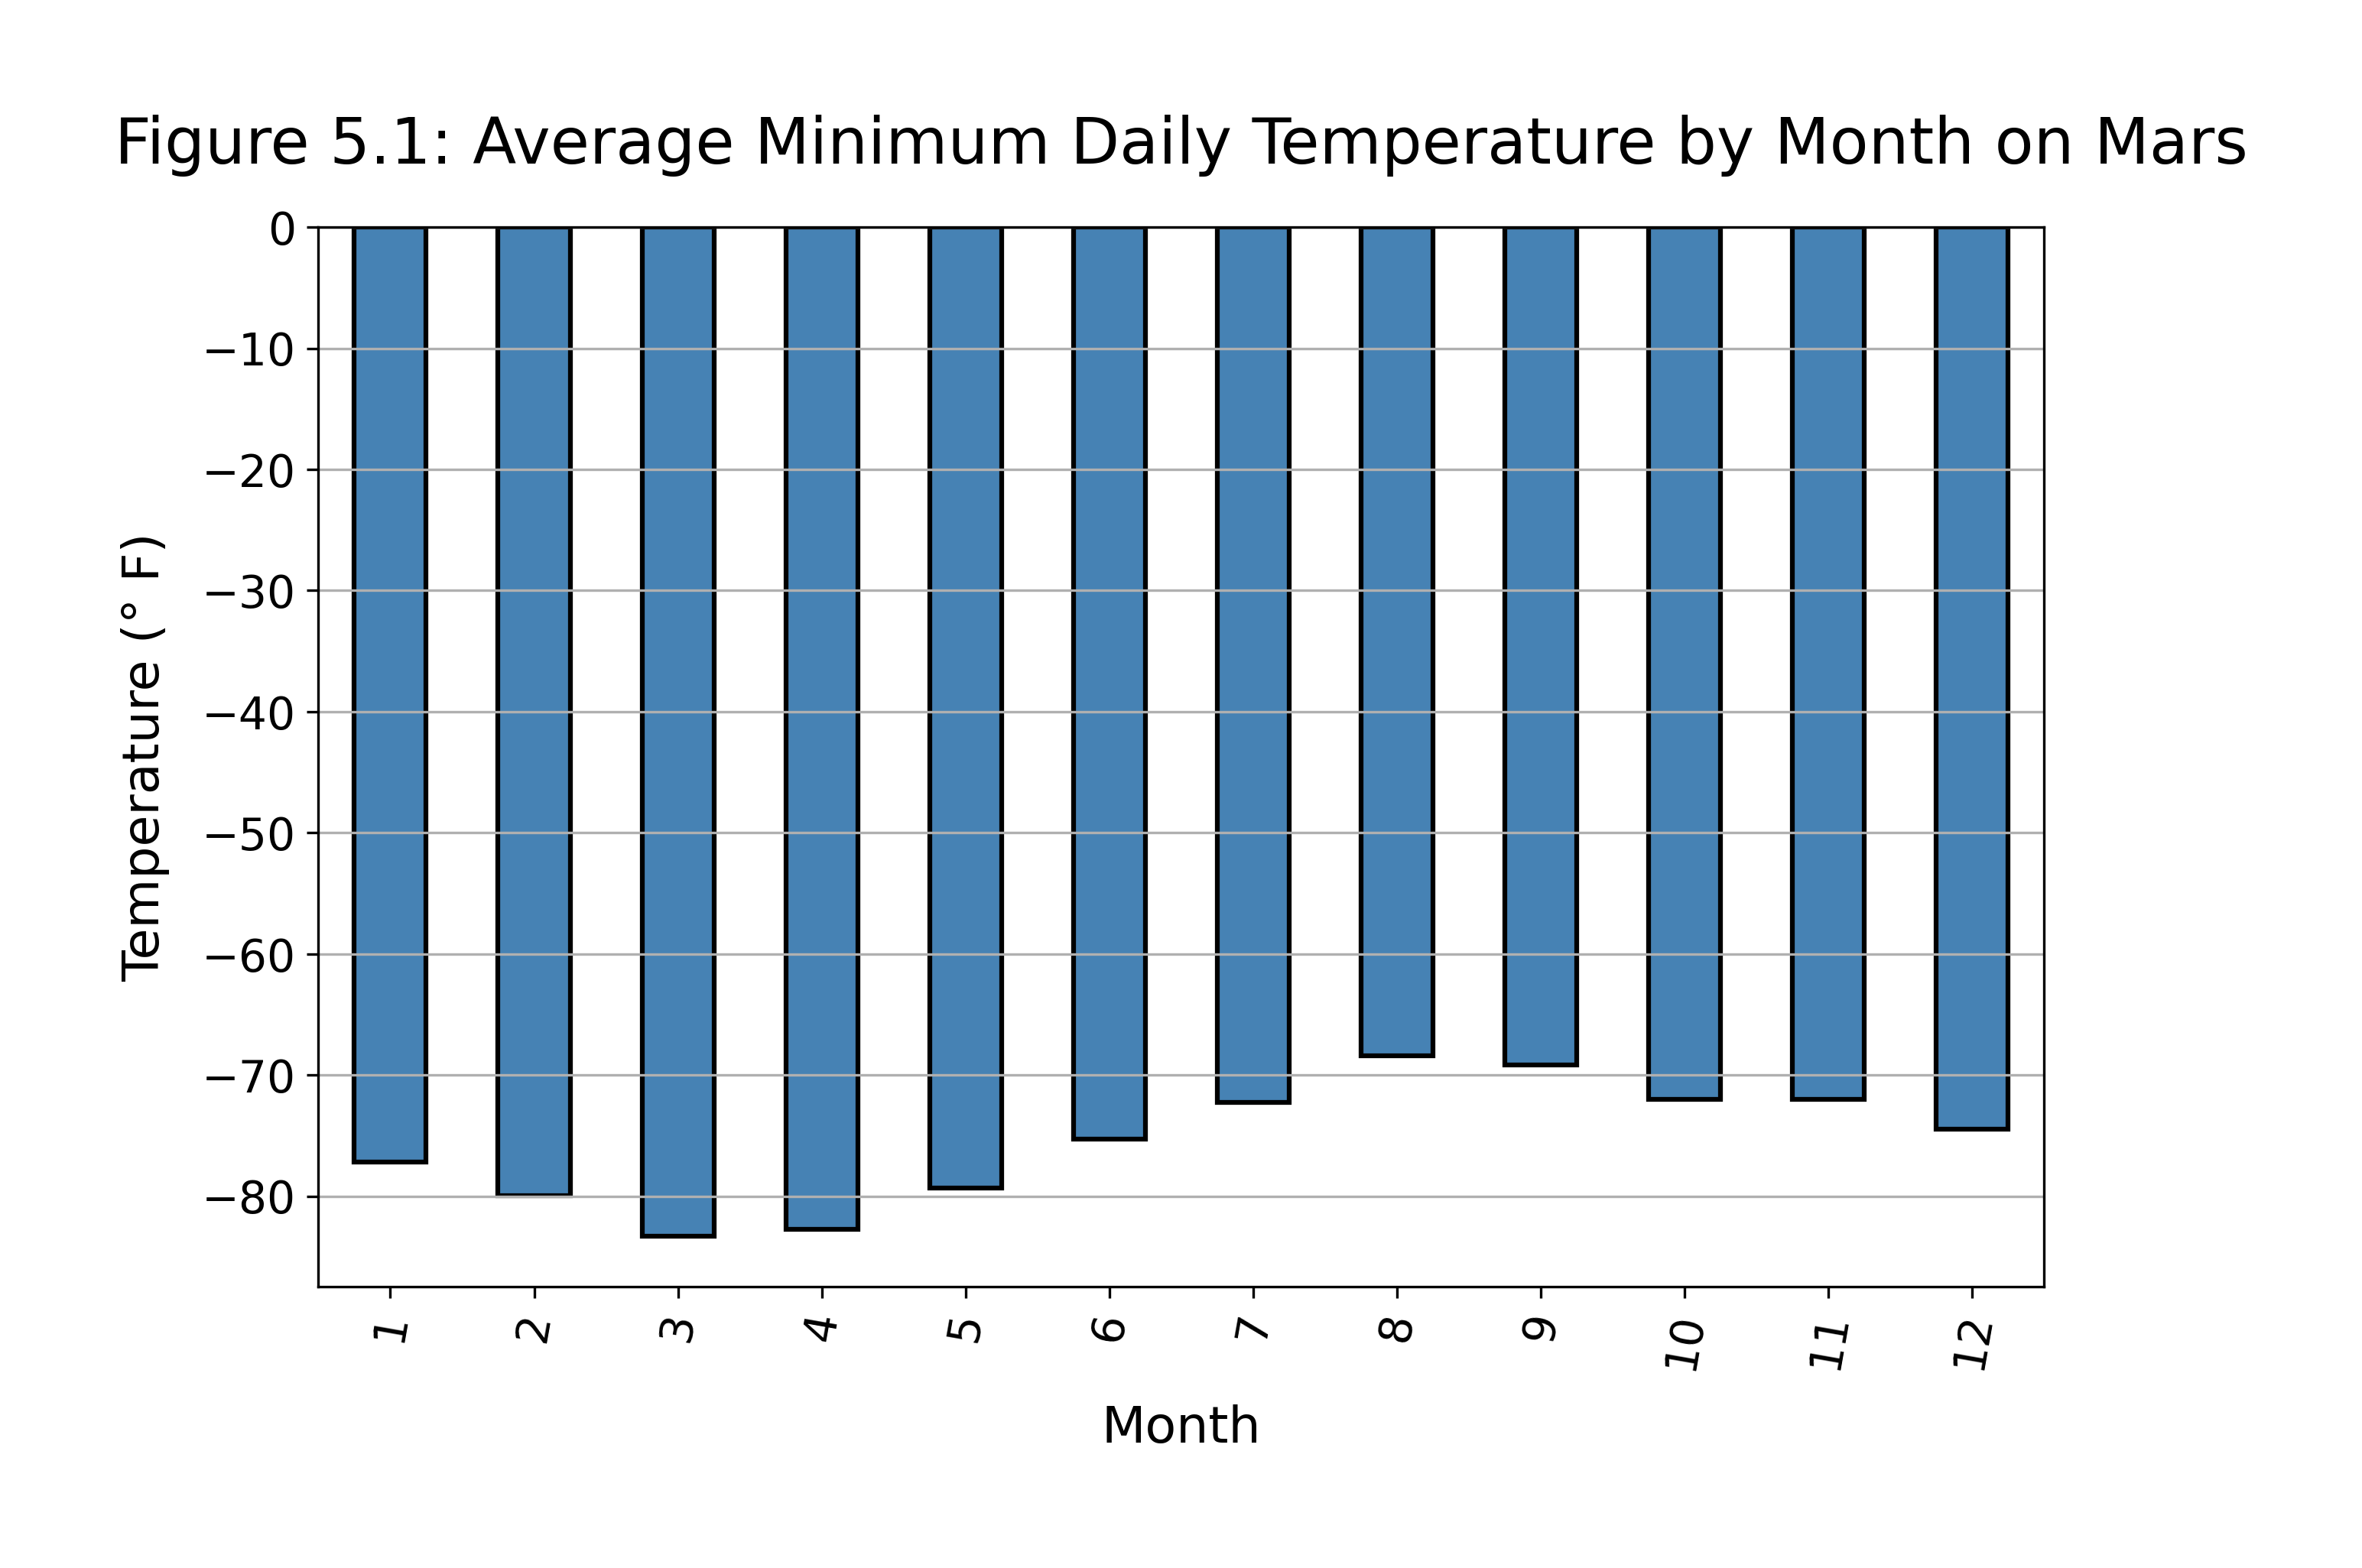 Figure 5.1: Average Minimum Daily Temperature by Month on Mars
0
−10
−20
−30
−40
−50
−60
−70
−80
Temperature (° F)
1 2 3 4 5 6 7 8 9 10 11 12
Month